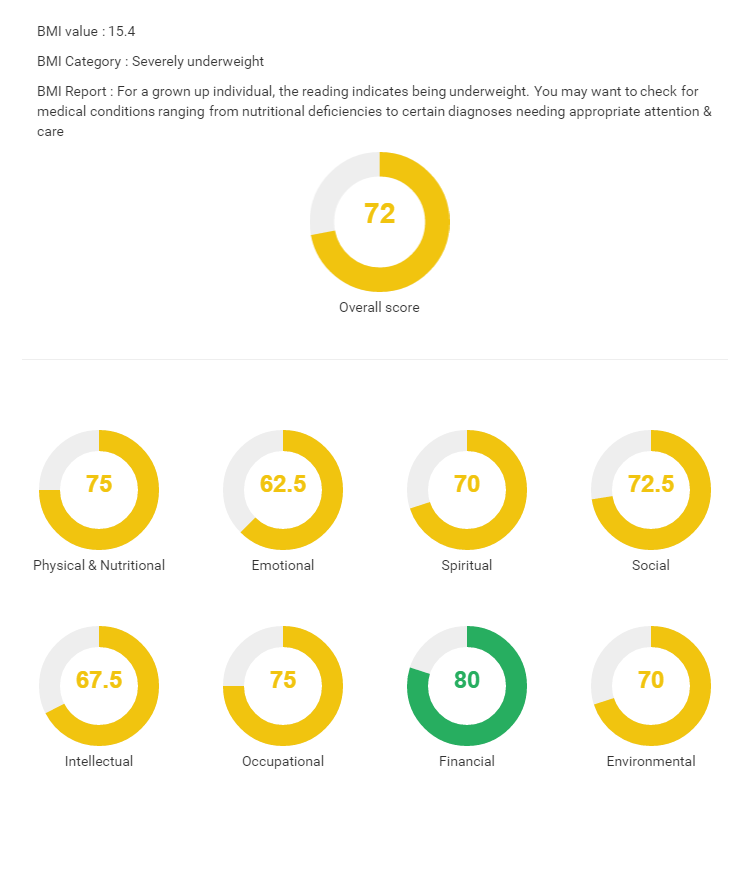 BMI value : 15.4
BMI Category : Severely underweight
BMI Report : For a grown up individual, the reading indicates being underweight. You may want to check for
medical conditions ranging from nutritional deficiencies to certain diagnoses needing appropriate attention &
care
72
Overall score
75
62.5
70
72.5
Physical & Nutritional
Emotional
Spiritual
Social
67.5
75
80
70
Intellectual
Occupational
Financial
Environmental